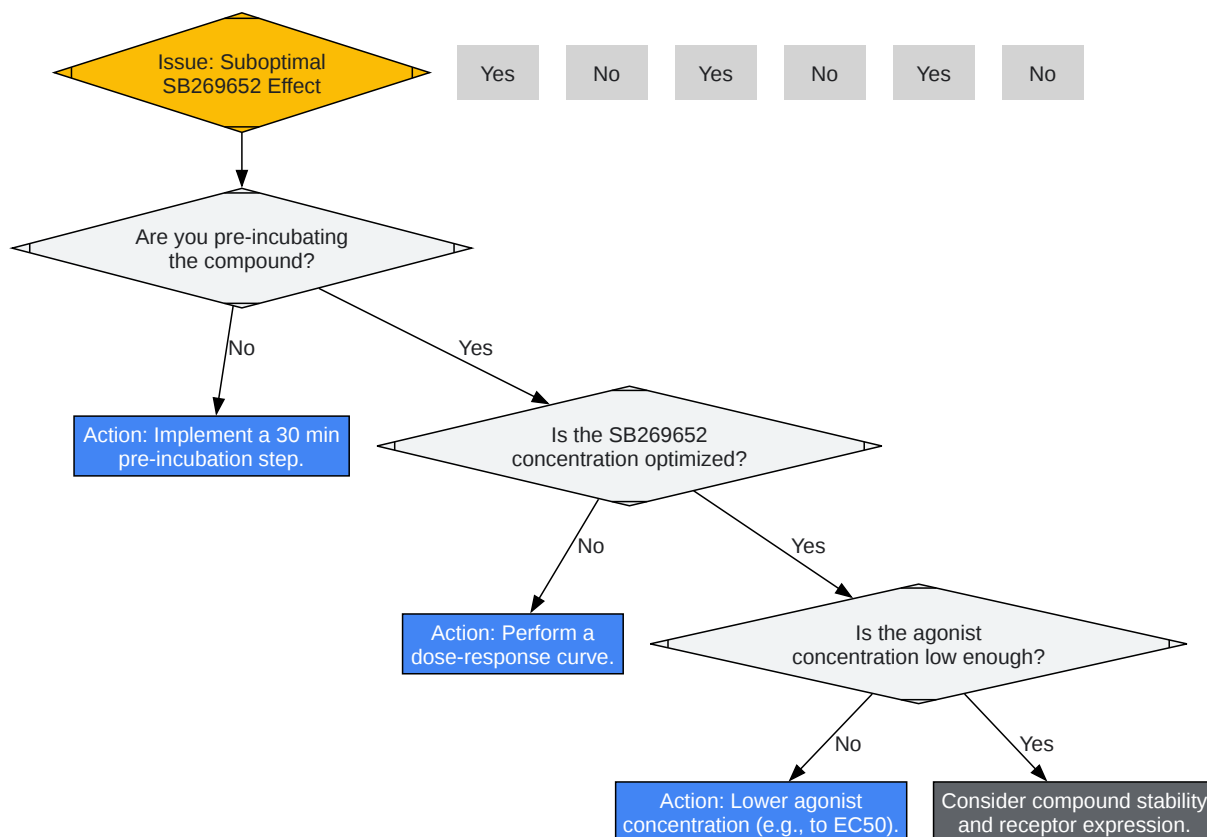 Issue: Suboptimal
SB269652 Effect
Yes
No
Yes
No
Yes
No
Are you pre-incubating
the compound?
No
Yes
Action: Implement a 30 min
pre-incubation step.
Is the SB269652
concentration optimized?
No
Yes
Action: Perform a
dose-response curve.
Is the agonist
concentration low enough?
No
Yes
Action: Lower agonist
concentration (e.g., to EC50).
Consider compound stability
and receptor expression.